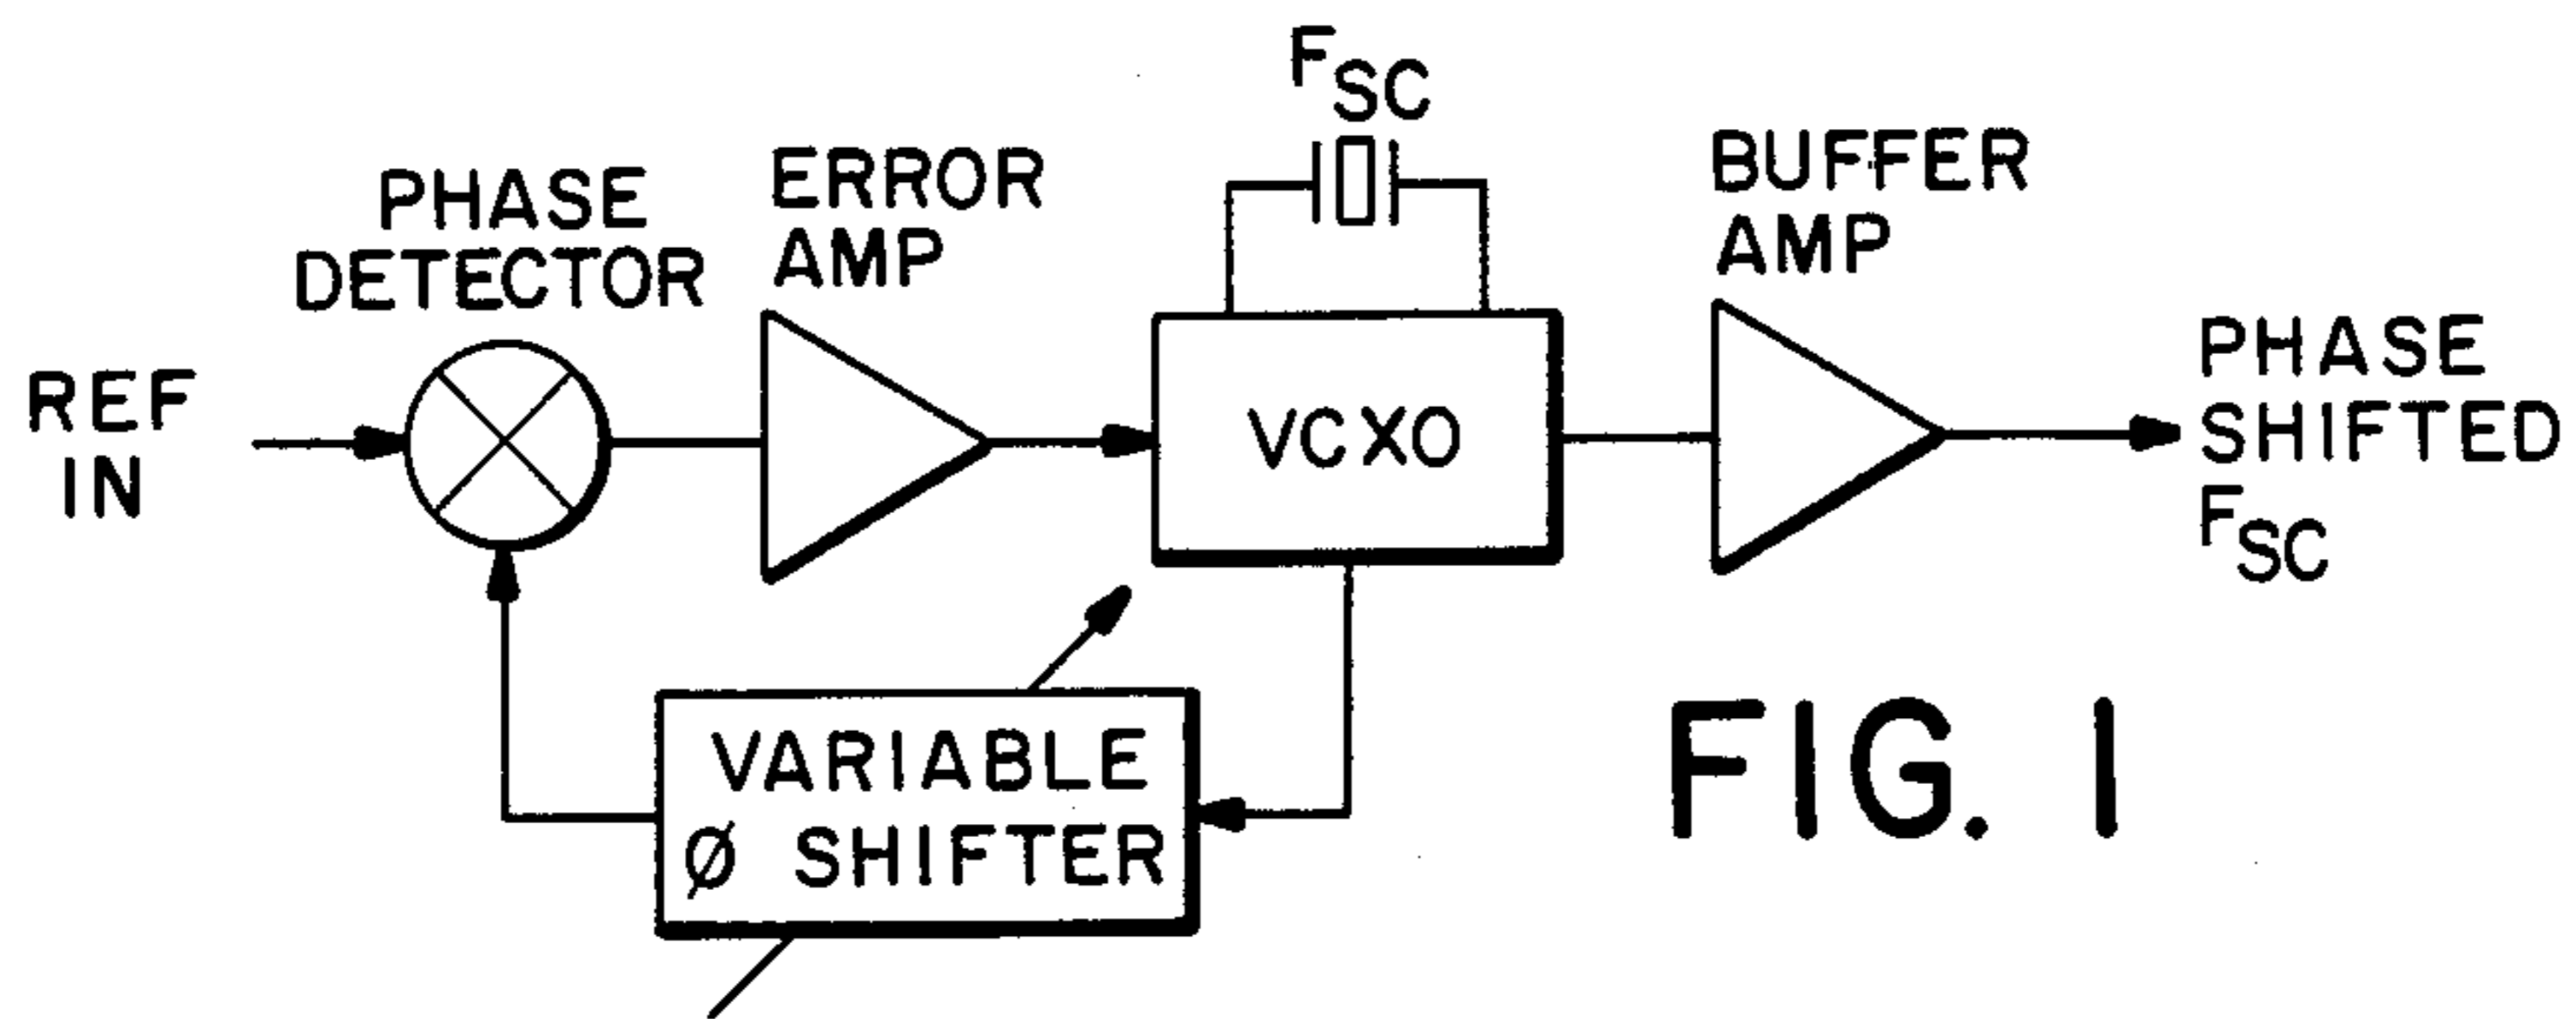 F_SC
PHASE
DETECTOR
ERROR
AMP
BUFFER
AMP
REF
IN
VCXO
PHASE
SHIFTED
F_SC
VARIABLE
Ø SHIFTER
FIG. 1